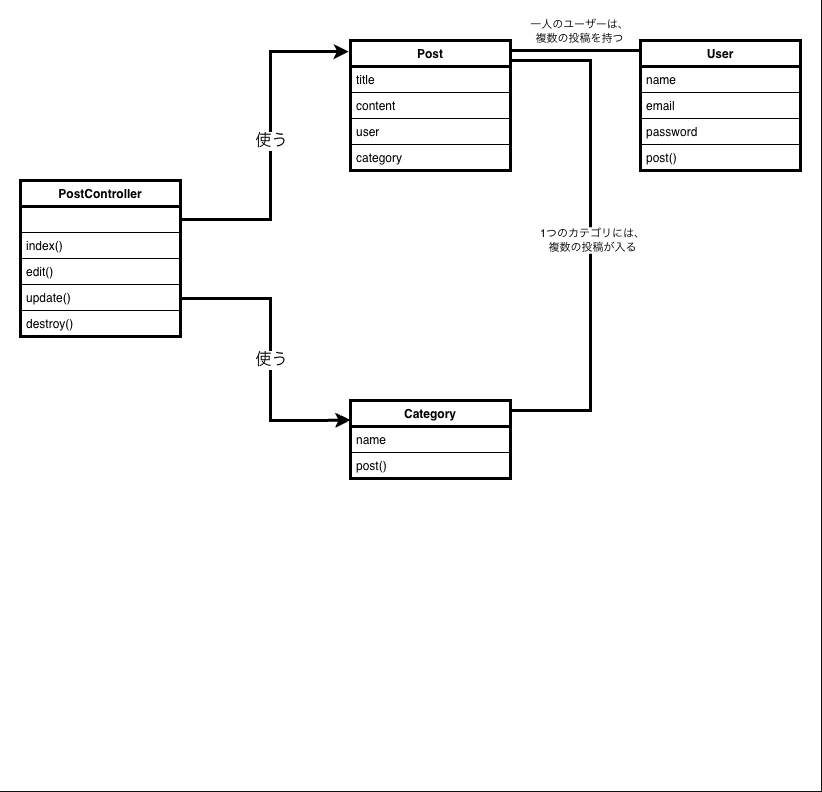 一人のユーザーは、
複数の投稿を持つ
Post
title
content
user
category
User
name
email
password
post()
使う
PostController
index()
edit()
update()
destroy()
1つのカテゴリには、
複数の投稿が入る
使う
Category
name
post()